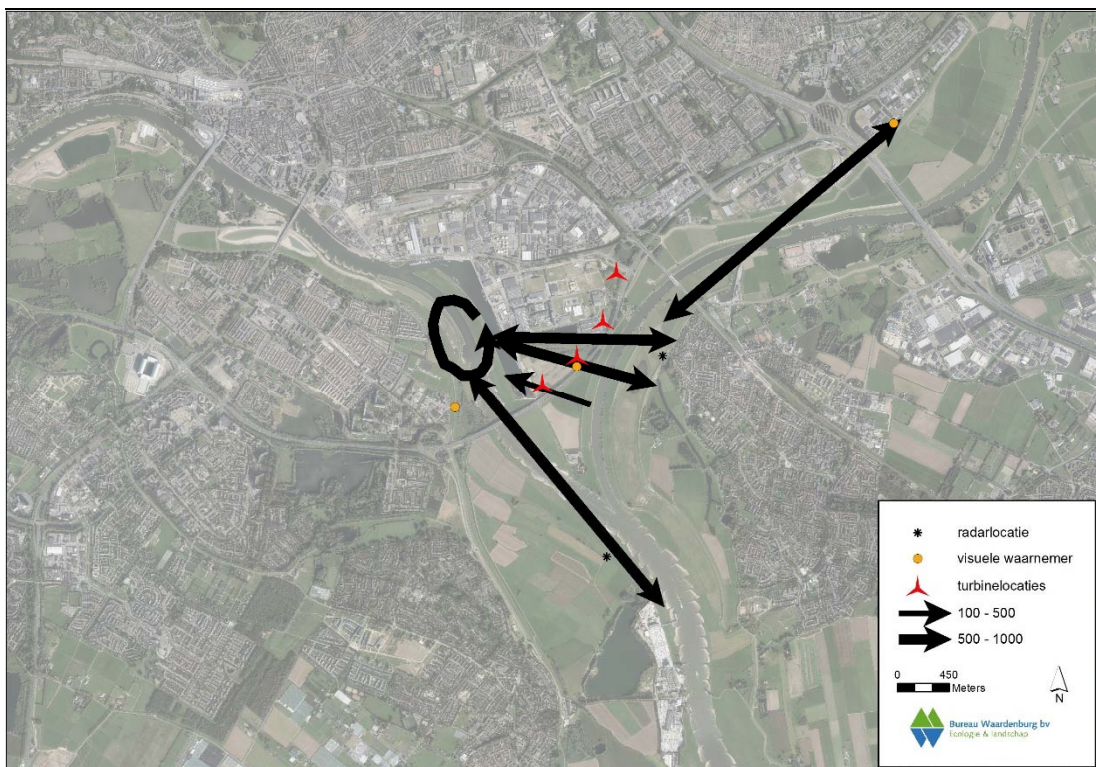 radarlocatie
visuele waarnemer
turbinelocaties
100 - 500
500 - 1000
0 450
Meters
N
Bureau Waardenburg bv
Ecologie & landschap